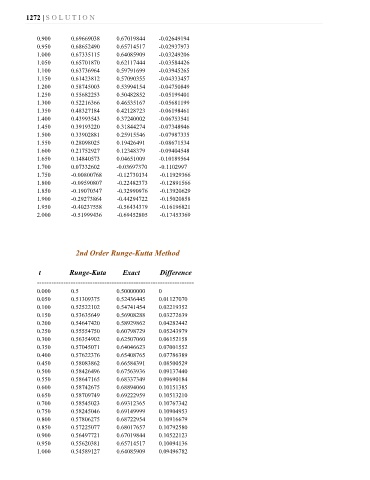 1272 | S O L U T I O N
0.900 0.69669038 0.67019844 -0.02649194
0.950 0.68652490 0.65714517 -0.02937973
1.000 0.67335115 0.64085909 -0.03249206
1.050 0.65701870 0.62117444 -0.03584426
1.100 0.63736964 0.59791699 -0.03945265
1.150 0.61423812 0.57090355 -0.04333457
1.200 0.58745003 0.53994154 -0.04750849
1.250 0.55682253 0.50482852 -0.05199401
1.300 0.52216366 0.46535167 -0.05681199
1.350 0.48327184 0.42128723 -0.06198461
1.400 0.43993543 0.37240002 -0.06753541
1.450 0.39193220 0.31844274 -0.07348946
1.500 0.33902881 0.25915546 -0.07987335
1.550 0.28098025 0.19426491 -0.08671534
1.600 0.21752927 0.12348379 -0.09404548
1.650 0.14840573 0.04651009 -0.10189564
1.700 0.07332602 -0.03697370 -0.1102997
1.750 -0.00800768 -0.12730134 -0.11929366
1.800 -0.09590807 -0.22482373 -0.12891566
1.850 -0.19070347 -0.32990976 -0.13920629
1.900 -0.29273864 -0.44294722 -0.15020858
1.950 -0.40237558 -0.56434379 -0.16196821
2.000 -0.51999436 -0.69452805 -0.17453369
2nd Order Runge-Kutta Method
t Runge-Kuta Exact Difference
0.000 0.5 0.50000000 0
0.050 0.51309375 0.52436445 0.01127070
0.100 0.52522102 0.54741454 0.02219352
0.150 0.53635649 0.56908288 0.03272639
0.200 0.54647420 0.58929862 0.04282442
0.250 0.55554750 0.60798729 0.05243979
0.300 0.56354902 0.62507060 0.06152158
0.350 0.57045071 0.64046623 0.07001552
0.400 0.57622376 0.65408765 0.07786389
0.450 0.58083862 0.66584391 0.08500529
0.500 0.58426496 0.67563936 0.09137440
0.550 0.58647165 0.68337349 0.09690184
0.600 0.58742675 0.68894060 0.10151385
0.650 0.58709749 0.69222959 0.10513210
0.700 0.58545023 0.69312365 0.10767342
0.750 0.58245046 0.69149999 0.10904953
0.800 0.57806275 0.68722954 0.10916679
0.850 0.57225077 0.68017657 0.10792580
0.900 0.56497721 0.67019844 0.10522123
0.950 0.55620381 0.65714517 0.10094136
1.000 0.54589127 0.64085909 0.09496782